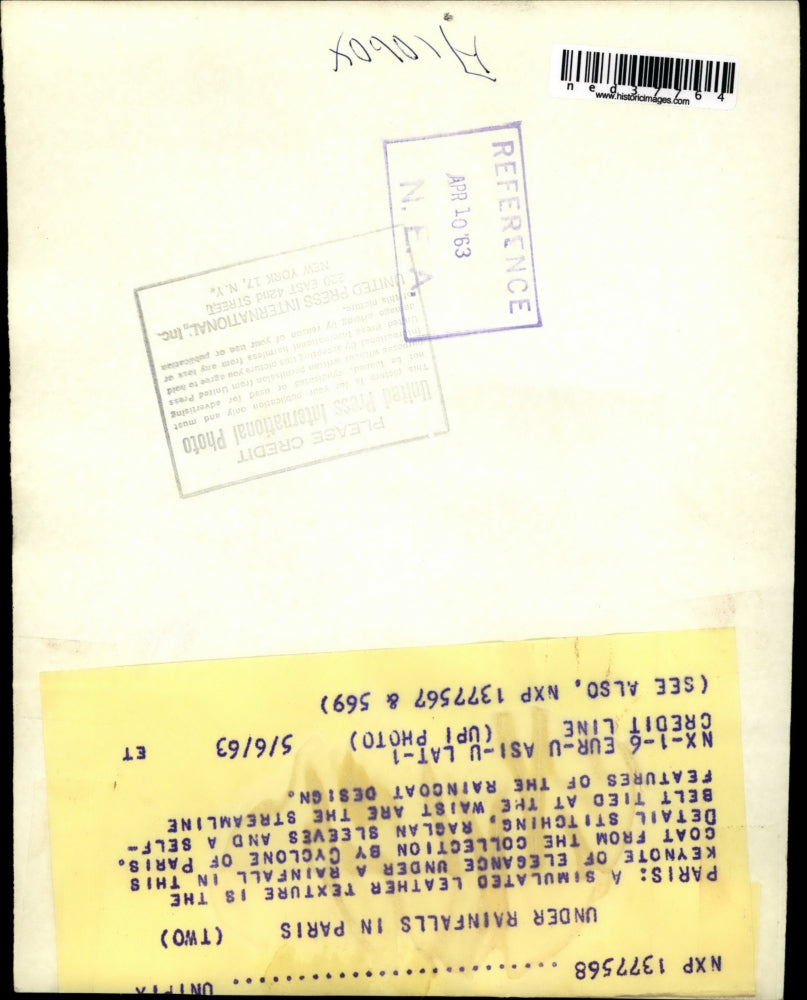 ned37764
www.historicimages.com
REFERENCE
APR 10 '63
N. E. A.
PLEASE CREDIT
United Press International Photo
This picture is for your publication only and must
not be loaned, syndicated or used for advertising
purposes without written permission from United Press
International. By accepting this picture you agree to hold
United Press International harmless from any loss or
damage arising by reason of your use or publication
of this picture.
UNITED PRESS INTERNATIONAL, Inc.
220 EAST 42nd STREET
NEW YORK 17, N. Y.
NXP 1377568 .................... UNIPIX
UNDER RAINFALLS IN PARIS (TWO)
PARIS: A SIMULATED LEATHER TEXTURE IS THE
KEYNOTE OF ELEGANCE UNDER A RAINFALL IN THIS
COAT FROM THE COLLECTION BY CYCLONE OF PARIS.
DETAIL STITCHING, RAGLAN SLEEVES AND A SELF-
BELT TIED AT THE WAIST ARE THE STREAMLINE
FEATURES OF THE RAINCOAT DESIGN.
NX-1-6 EUR-U ASI-U LAT-1
CREDIT LINE (UPI PHOTO) 5/6/63 ET
(SEE ALSO, NXP 1377567 & 569)